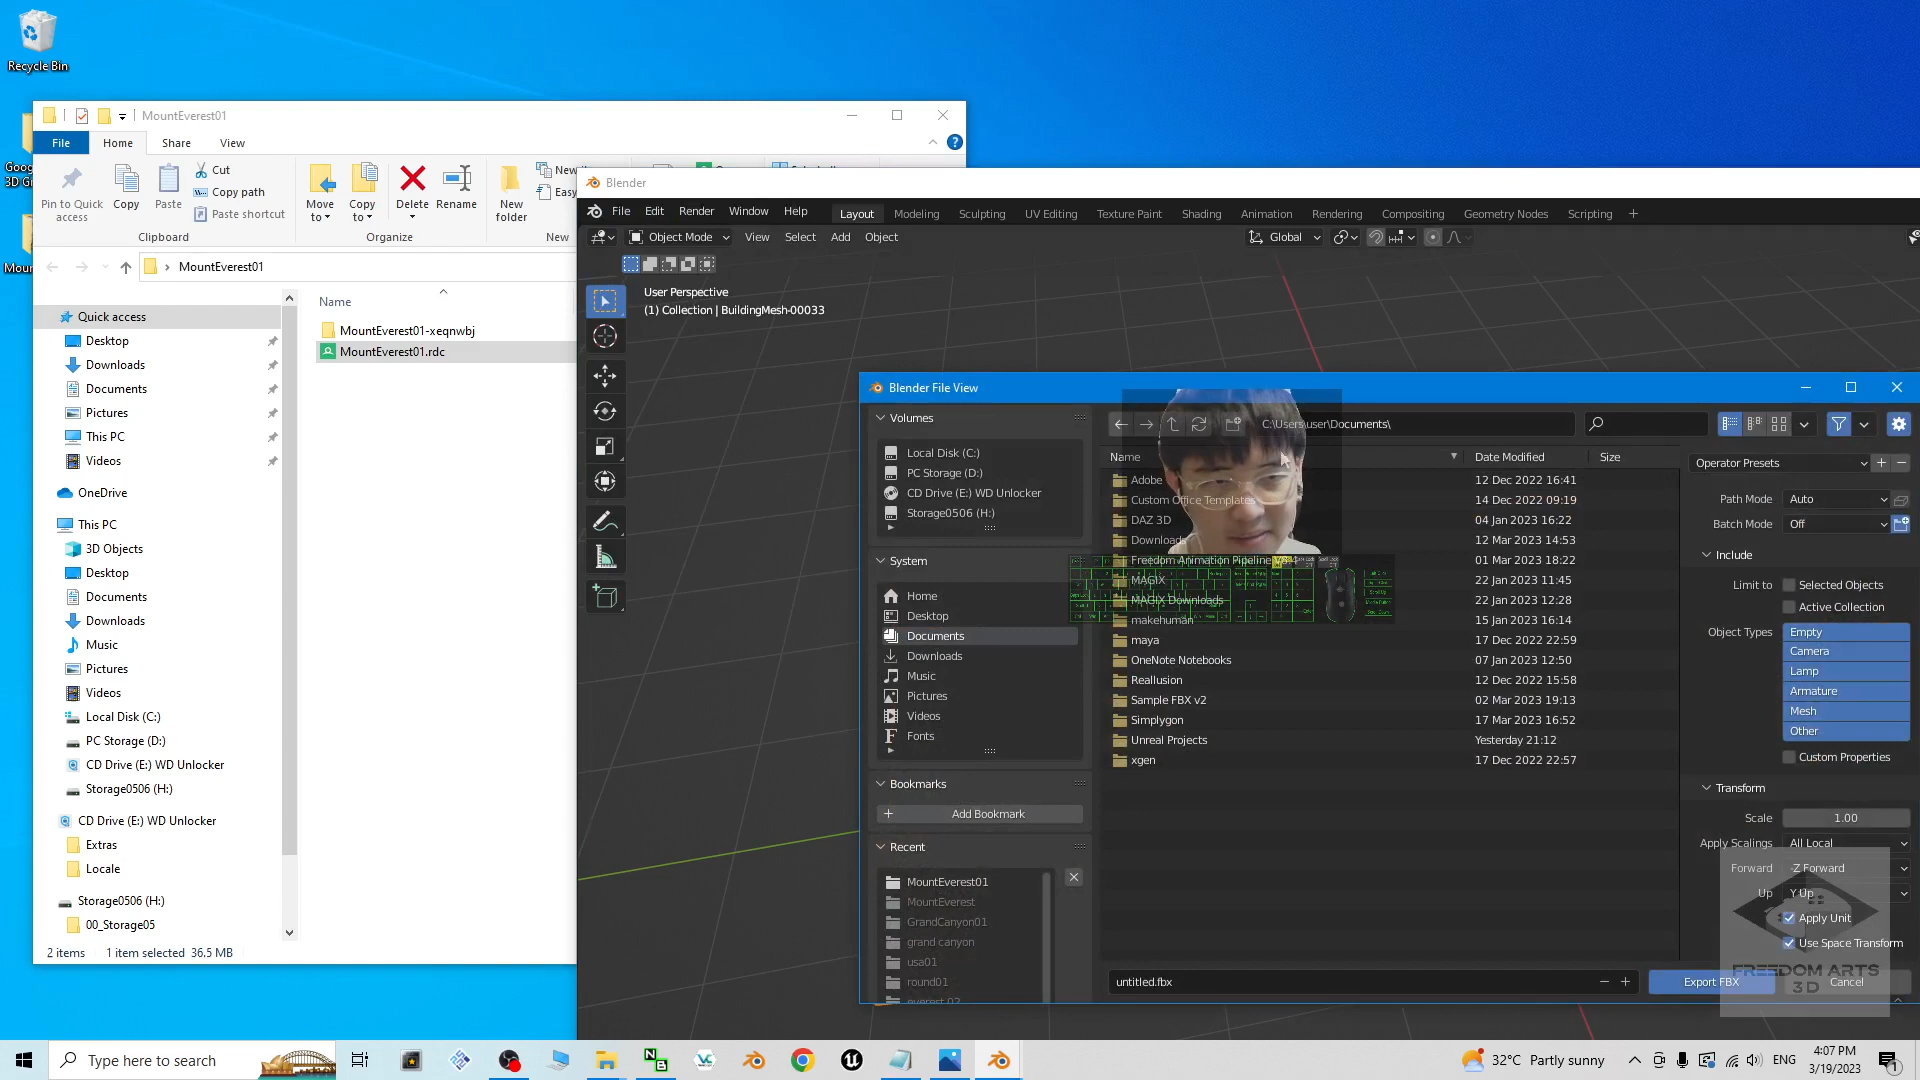 Recycle Bin
Goog
3D G
Moun
MountEverest01
File
Home
Share
View
Pin to Quick access
Copy
Paste
Cut
Copy path
Paste shortcut
Clipboard
Move to
Copy to
Delete
Rename
Organize
New folder
New
MountEverest01
Name
MountEverest01-xeqnwbj
MountEverest01.rdc
Quick access
Desktop
Downloads
Documents
Pictures
This PC
Videos
OneDrive
This PC
3D Objects
Desktop
Documents
Downloads
Music
Pictures
Videos
Local Disk (C:)
PC Storage (D:)
CD Drive (E:) WD Unlocker
Storage0506 (H:)
CD Drive (E:) WD Unlocker
Extras
Locale
Storage0506 (H:)
00_Storage05
2 items 1 item selected 36.5 MB
Blender
File Edit Render Window Help
Layout Modeling Sculpting UV Editing Texture Paint Shading Animation Rendering Compositing Geometry Nodes Scripting +
Object Mode View Select Add Object
Global
User Perspective
(1) Collection | BuildingMesh-00033
Blender File View
Volumes
Local Disk (C:)
PC Storage (D:)
CD Drive (E:) WD Unlocker
Storage0506 (H:)
System
Home
Desktop
Documents
Downloads
Music
Pictures
Videos
Fonts
Bookmarks
Add Bookmark
Recent
MountEverest01
MountEverest
GrandCanyon01
grand canyon
usa01
round01
everest 02
C:\Users\user\Documents\
Name Date Modified Size
Adobe 12 Dec 2022 16:41
Custom Office Templates 14 Dec 2022 09:19
DAZ 3D 04 Jan 2023 16:22
Downloads 12 Mar 2023 14:53
Freedom Animation Pipeline 01 Mar 2023 18:22
MAGIX 22 Jan 2023 11:45
MAGIX Downloads 22 Jan 2023 12:28
makehuman 15 Jan 2023 16:14
maya 17 Dec 2022 22:59
OneNote Notebooks 07 Jan 2023 12:50
Reallusion 12 Dec 2022 15:58
Sample FBX v2 02 Mar 2023 19:13
Simplygon 17 Mar 2023 16:52
Unreal Projects Yesterday 21:12
xgen 17 Dec 2022 22:57
untitled.fbx
Operator Presets
Path Mode Auto
Batch Mode Off
Include
Limit to Selected Objects
Active Collection
Object Types Empty
Camera
Lamp
Armature
Mesh
Other
Custom Properties
Transform
Scale 1.00
Apply Scalings All Local
Forward -Z Forward
Up Y Up
Apply Unit
Use Space Transform
FREEDOM ARTS
3D
Export FBX Cancel
Type here to search
32°C Partly sunny
ENG
4:07 PM
3/19/2023